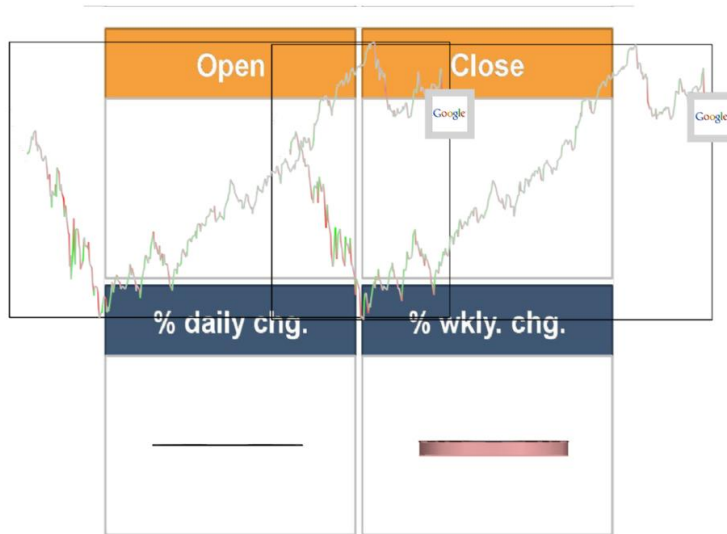 Open
Close
Google
Google
% daily chg.
% wkly. chg.